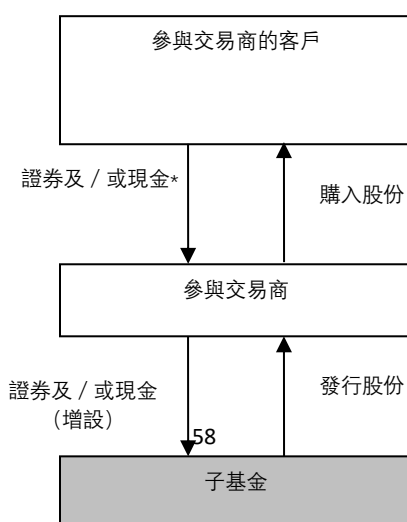 參與交易商的客戶
證券及／或現金*
購入股份
參與交易商
證券及／或現金
（增設）
發行股份
58
子基金